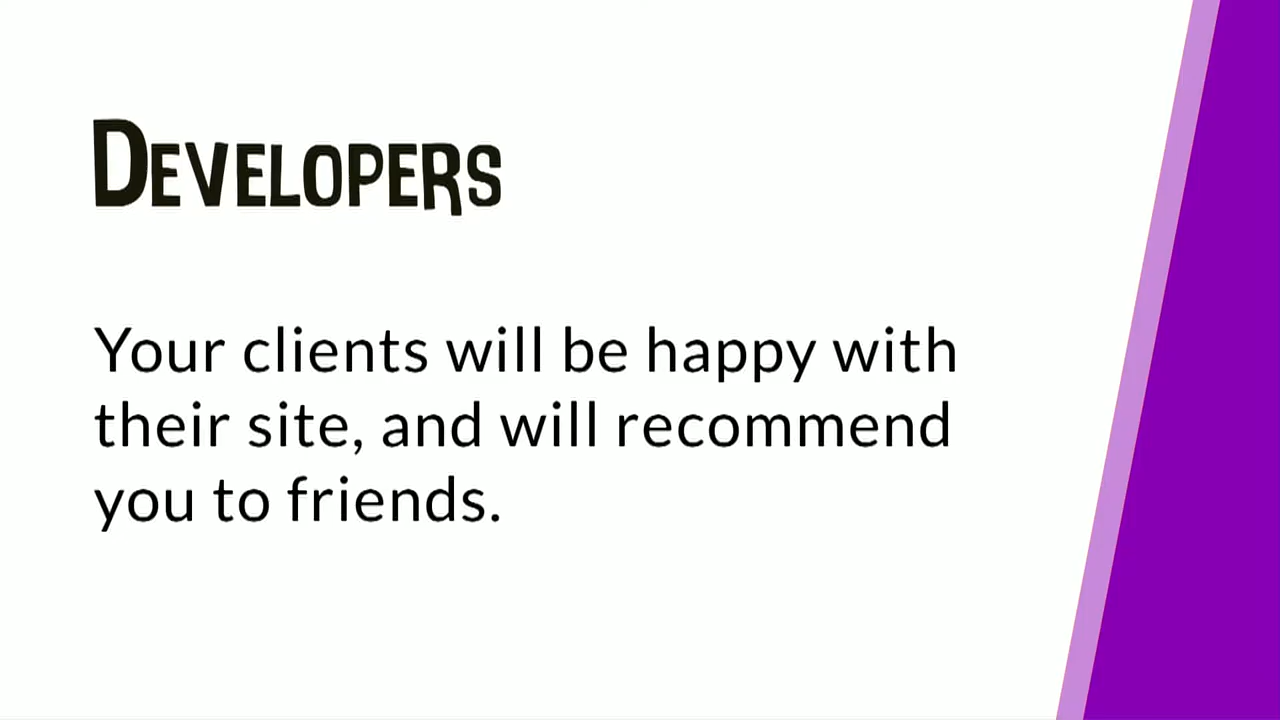 Developers
Your clients will be happy with
their site, and will recommend
you to friends.